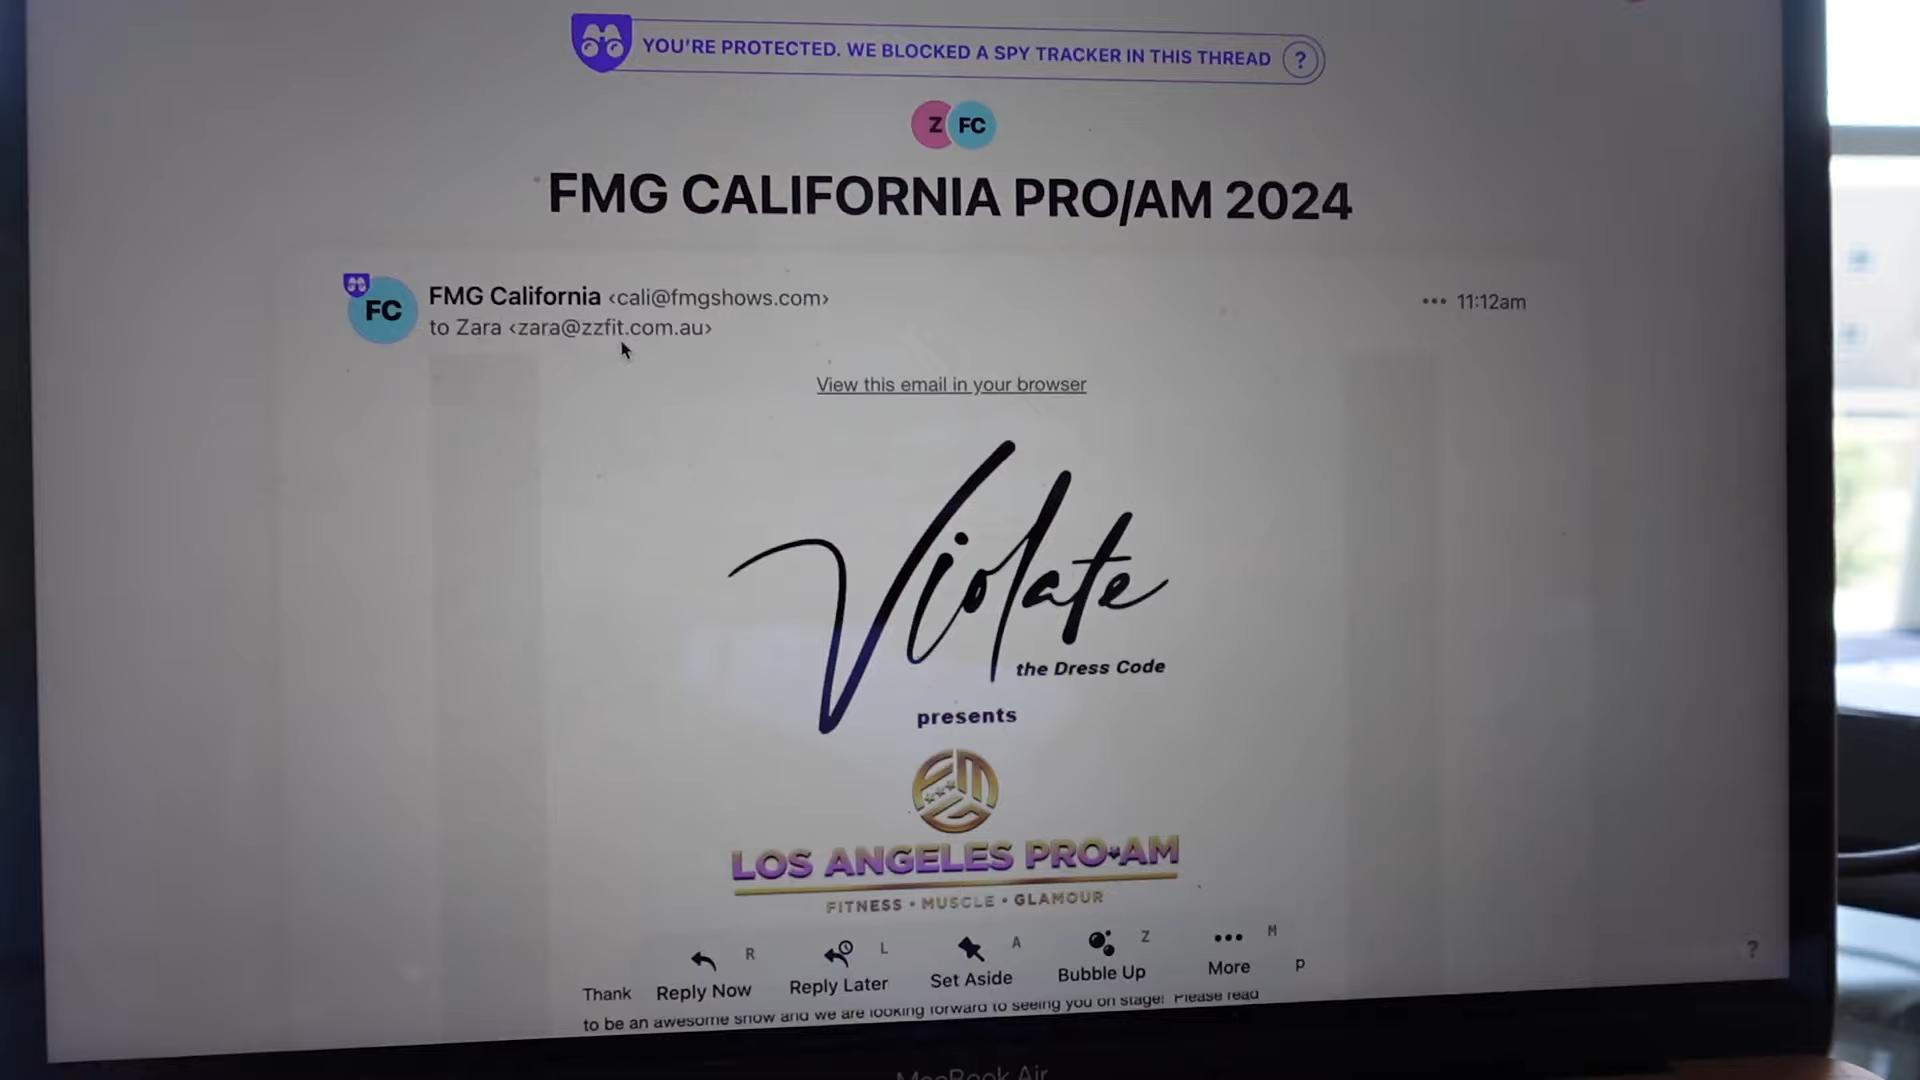 YOU'RE PROTECTED. WE BLOCKED A SPY TRACKER IN THIS THREAD ?
Z FC
FMG CALIFORNIA PRO/AM 2024
FC
FMG California <cali@fmgshows.com>
••• 11:12am
to Zara <zara@zzfit.com.au>
View this email in your browser
Violate
the Dress Code
presents
FMG
LOS ANGELES PRO AM
FITNESS • MUSCLE • GLAMOUR
R L A Z M
Reply Now Reply Later Set Aside Bubble Up More
?
Thank p
to be an awesome show and we are looking forward to seeing you on stage! Please read
MacBook Air